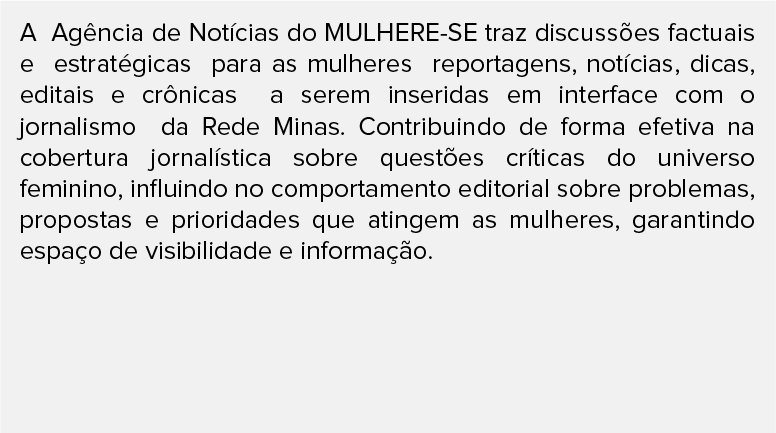 A Agência de Notícias do MULHERE-SE traz discussões factuais
e estratégicas para as mulheres reportagens, notícias, dicas,
editais e crônicas a serem inseridas em interface com o
jornalismo da Rede Minas. Contribuindo de forma efetiva na
cobertura jornalística sobre questões críticas do universo
feminino, influindo no comportamento editorial sobre problemas,
propostas e prioridades que atingem as mulheres, garantindo
espaço de visibilidade e informação.